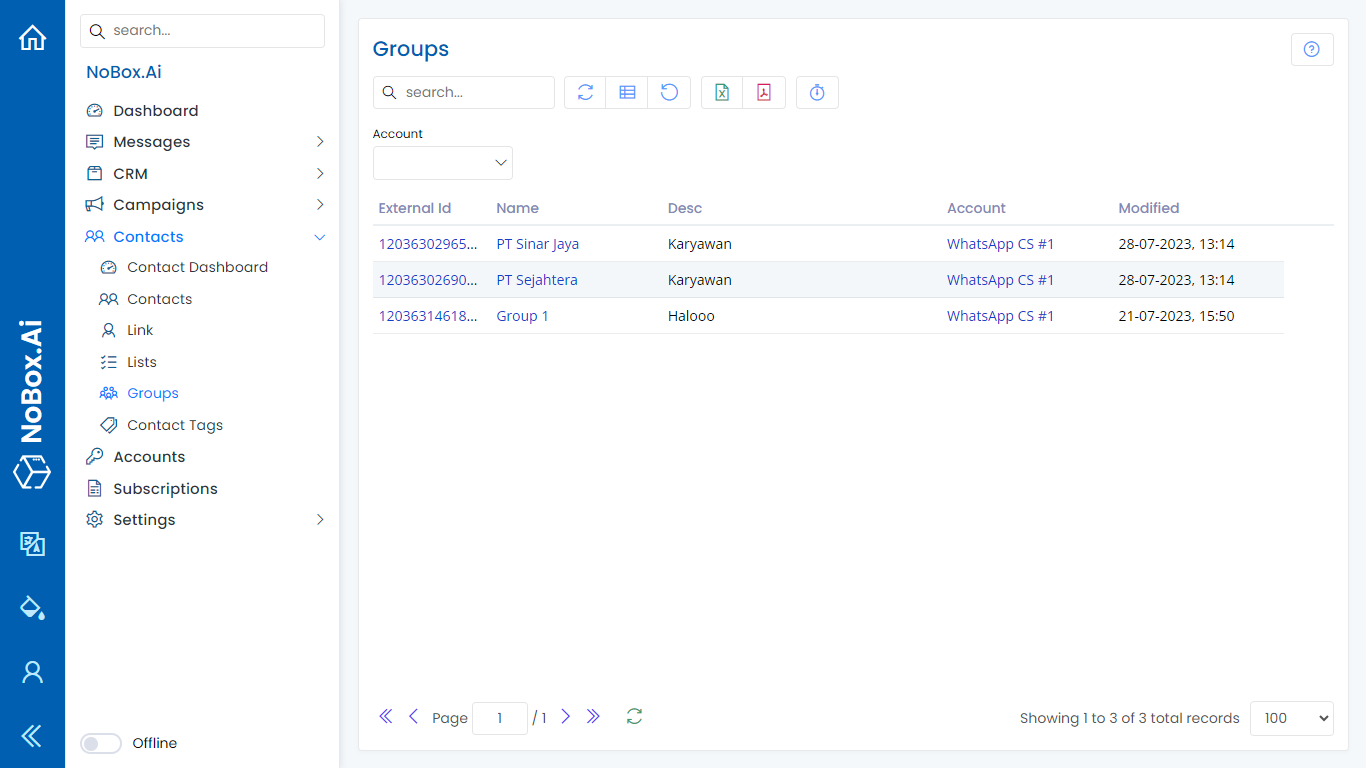 search...
NoBox.Ai
Dashboard
Messages
CRM
Campaigns
Contacts
Contact Dashboard
Contacts
Link
Lists
Groups
Contact Tags
Accounts
Subscriptions
Settings
Offline
NoBox.Ai
Groups
search...
Account
External Id Name Desc Account Modified
12036302965... PT Sinar Jaya Karyawan WhatsApp CS #1 28-07-2023, 13:14
12036302690... PT Sejahtera Karyawan WhatsApp CS #1 28-07-2023, 13:14
12036314618... Group 1 Halooo WhatsApp CS #1 21-07-2023, 15:50
Page 1 / 1 Showing 1 to 3 of 3 total records 100